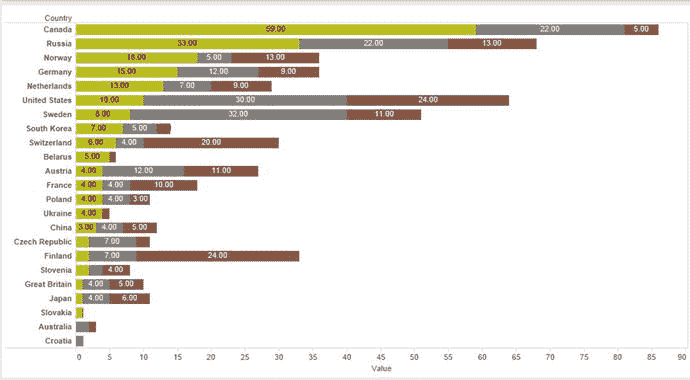 Country
Canada 59.00 22.00 5.00
Russia 33.00 22.00 13.00
Norway 18.00 5.00 13.00
Germany 15.00 12.00 9.00
Netherlands 13.00 7.00 9.00
United States 10.00 30.00 24.00
Sweden 8.00 32.00 11.00
South Korea 7.00 5.00
Switzerland 6.00 4.00 20.00
Belarus 5.00
Austria 4.00 12.00 11.00
France 4.00 4.00 10.00
Poland 4.00 4.00 3.00
Ukraine 4.00
China 3.00 4.00 5.00
Czech Republic 7.00
Finland 7.00 24.00
Slovenia 4.00
Great Britain 4.00 5.00
Japan 4.00 6.00
Slovakia
Australia
Croatia
0 5 10 15 20 25 30 35 40 45 50 55 60 65 70 75 80 85 90
Value